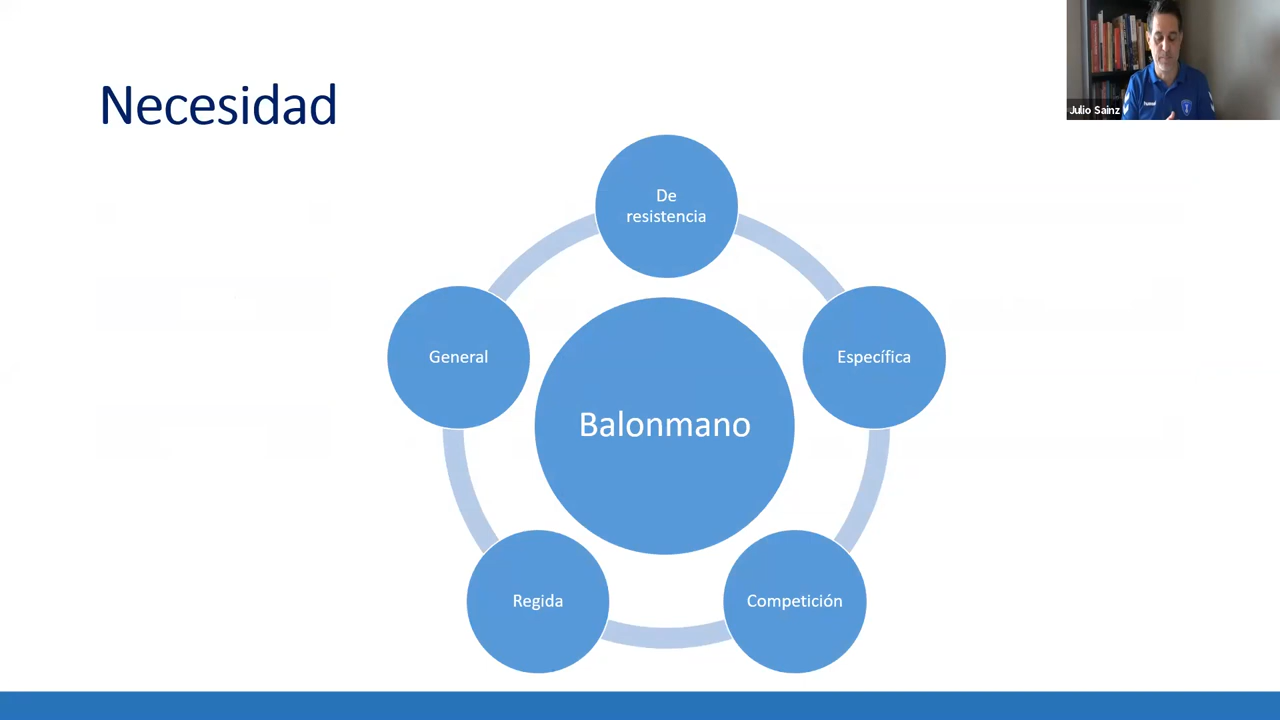 Necesidad
Julio Sainz
De
resistencia
General
Específica
Balonmano
Regida
Competición